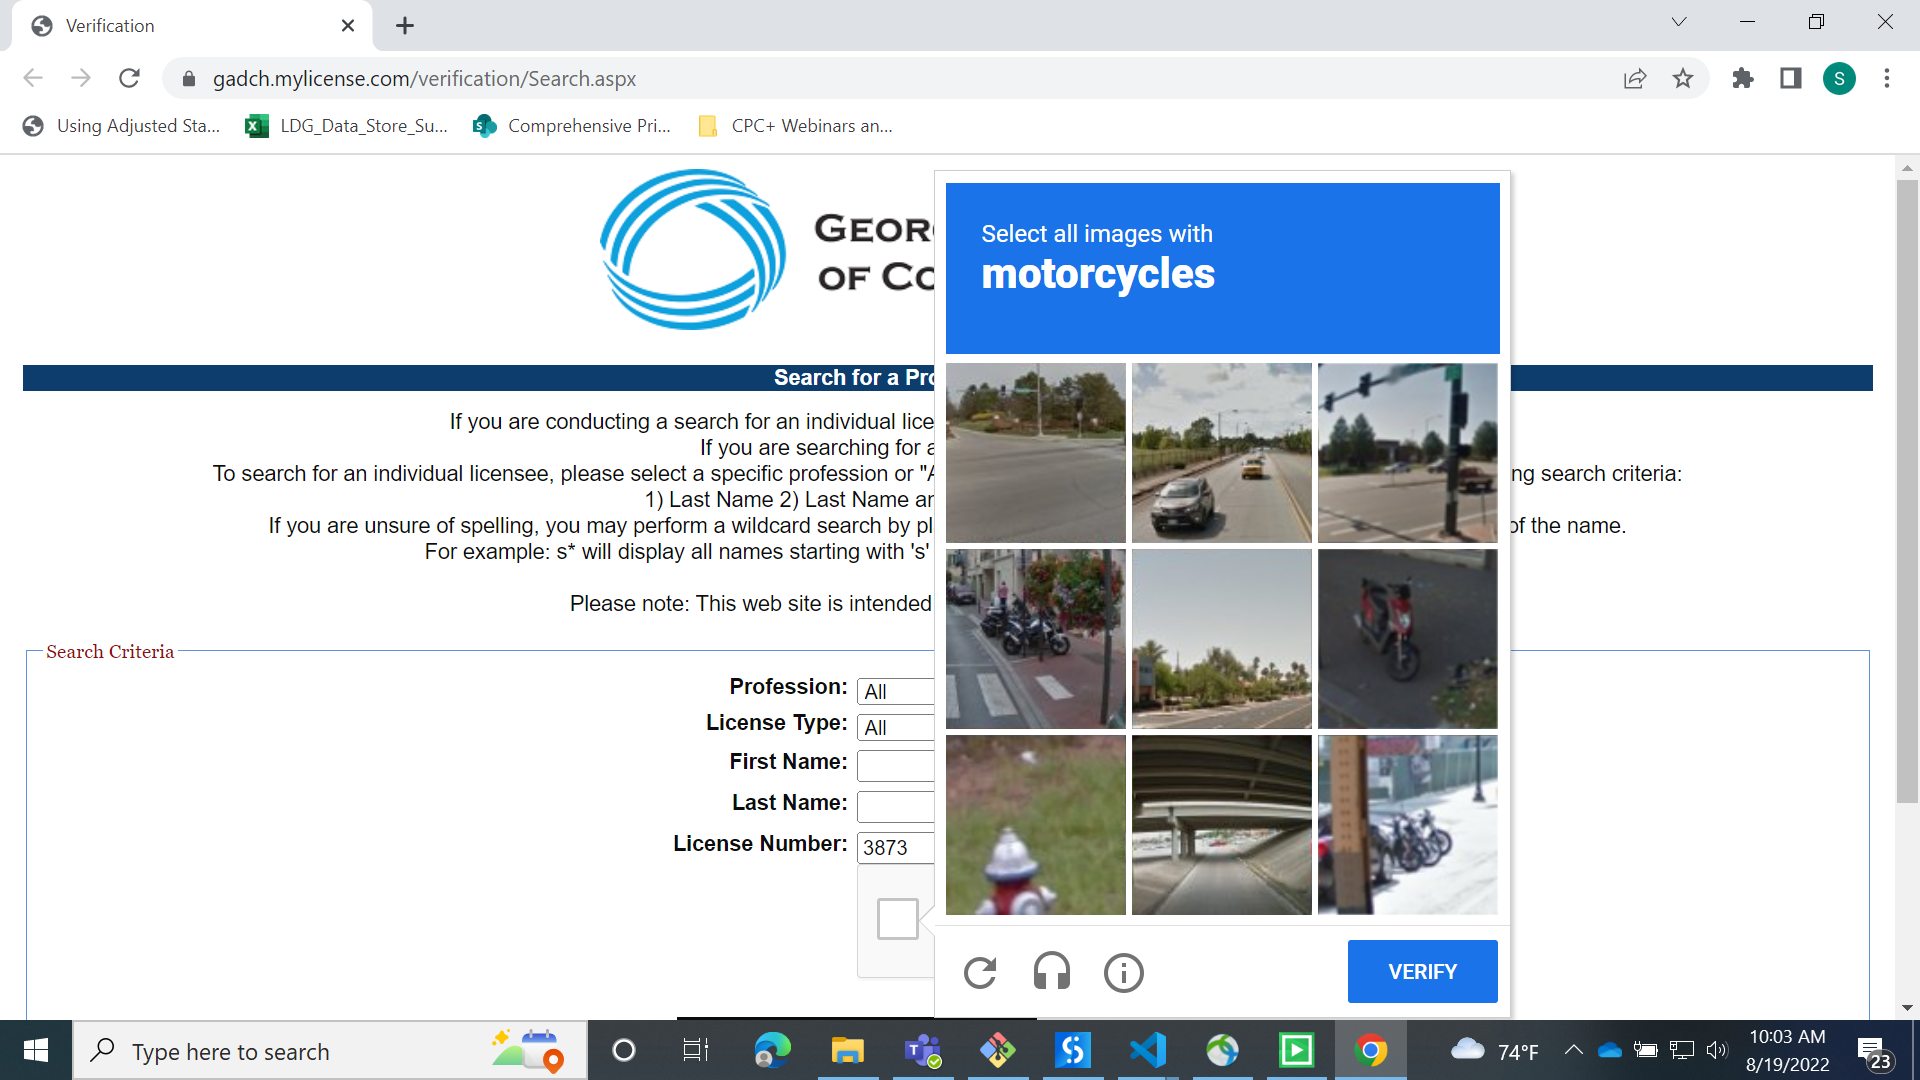 Verification
gadch.mylicense.com/verification/Search.aspx
S
Using Adjusted Sta...
LDG_Data_Store_Su...
Comprehensive Pri...
CPC+ Webinars an...
GEOR
OF CO
Select all images with
motorcycles
Search for a Pro
If you are conducting a search for an individual lice
If you are searching for a
To search for an individual licensee, please select a specific profession or "A ng search criteria:
1) Last Name 2) Last Name an
If you are unsure of spelling, you may perform a wildcard search by pl of the name.
For example: s* will display all names starting with 's'
Please note: This web site is intended
Search Criteria
Profession: All
License Type: All
First Name:
Last Name:
License Number: 3873
VERIFY
Type here to search
74°F
10:03 AM
8/19/2022
23